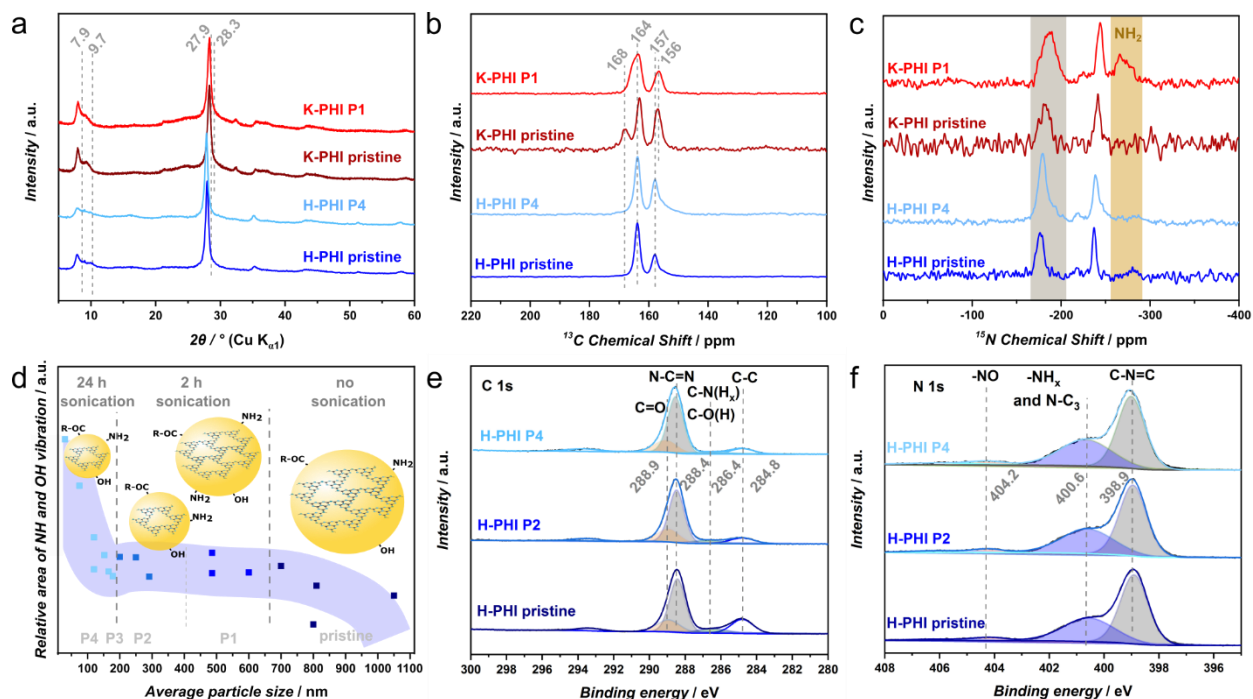 a
7.9
9.7
27.9
28.3
K-PHI P1
K-PHI pristine
H-PHI P4
H-PHI pristine
Intensity / a.u.
10
20
30
40
50
60
2θ / ° (Cu Kα1)
b
168
164
157
156
K-PHI P1
K-PHI pristine
H-PHI P4
H-PHI pristine
Intensity / a.u.
220
200
180
160
140
120
100
13C Chemical Shift / ppm
c
NH2
K-PHI P1
K-PHI pristine
H-PHI P4
H-PHI pristine
Intensity / a.u.
0
-100
-200
-300
-400
15N Chemical Shift / ppm
d
24 h
sonication
2 h
sonication
no
sonication
R-OC
NH2
OH
R-OC
NH2
NH2
OH
R-OC
NH2
OH
R-OC
NH2
OH
P4
P3
P2
P1
pristine
Relative area of NH and OH vibration / a.u.
100
200
300
400
500
600
700
800
900
1000
1100
Average particle size / nm
e
C 1s
N-C=N
C=O
C-N(Hx)
C-O(H)
C-C
H-PHI P4
288.9
288.4
286.4
284.8
H-PHI P2
H-PHI pristine
Intensity / a.u.
300
298
296
294
292
290
288
286
284
282
280
Binding energy / eV
f
N 1s
-NO
-NHx
and N-C3
C-N=C
H-PHI P4
404.2
400.6
398.9
H-PHI P2
H-PHI pristine
Intensity / a.u.
408
406
404
402
400
398
396
Binding energy / eV